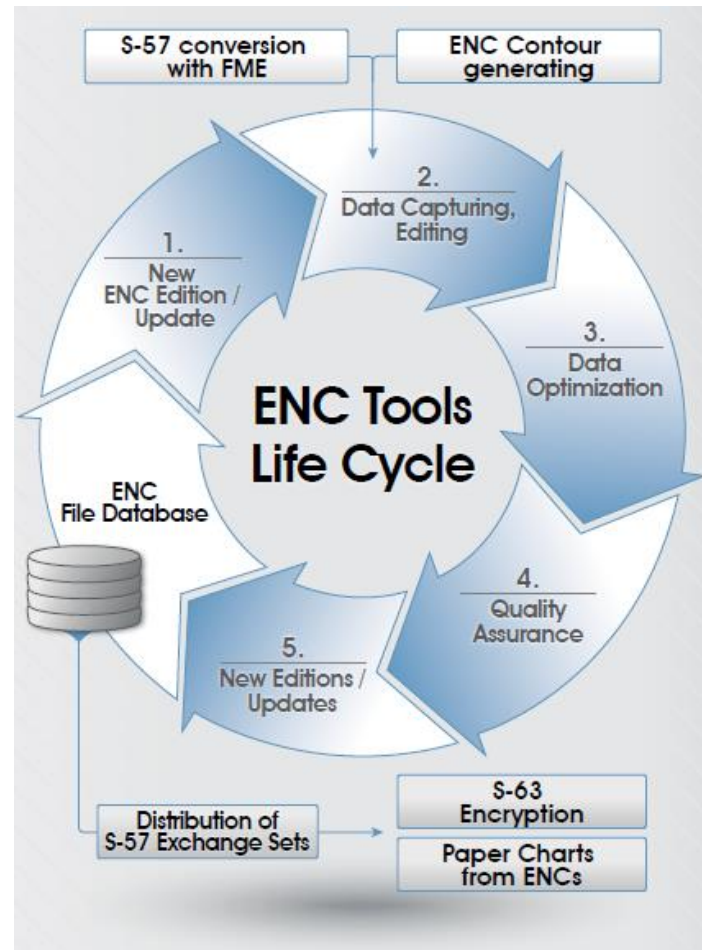 S-57 conversion
with FME
ENC Contour
generating
1.
New
ENC Edition /
Update
2.
Data Capturing,
Editing
3.
Data
Optimization
ENC Tools
Life Cycle
ENC
File Database
4.
Quality
Assurance
5.
New Editions /
Updates
Distribution of
S-57 Exchange Sets
S-63
Encryption
Paper Charts
from ENCs